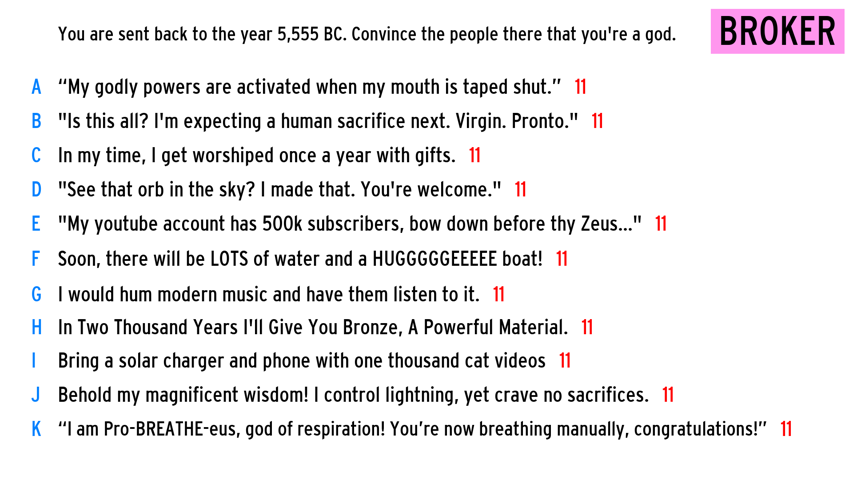 You are sent back to the year 5,555 BC. Convince the people there that you're a god.
BROKER
A “My godly powers are activated when my mouth is taped shut.” 11
B "Is this all? I'm expecting a human sacrifice next. Virgin. Pronto." 11
C In my time, I get worshiped once a year with gifts. 11
D "See that orb in the sky? I made that. You're welcome." 11
E "My youtube account has 500k subscribers, bow down before thy Zeus..." 11
F Soon, there will be LOTS of water and a HUGGGGGEEEEE boat! 11
G I would hum modern music and have them listen to it. 11
H In Two Thousand Years I'll Give You Bronze, A Powerful Material. 11
I Bring a solar charger and phone with one thousand cat videos 11
J Behold my magnificent wisdom! I control lightning, yet crave no sacrifices. 11
K “I am Pro-BREATHE-eus, god of respiration! You’re now breathing manually, congratulations!” 11